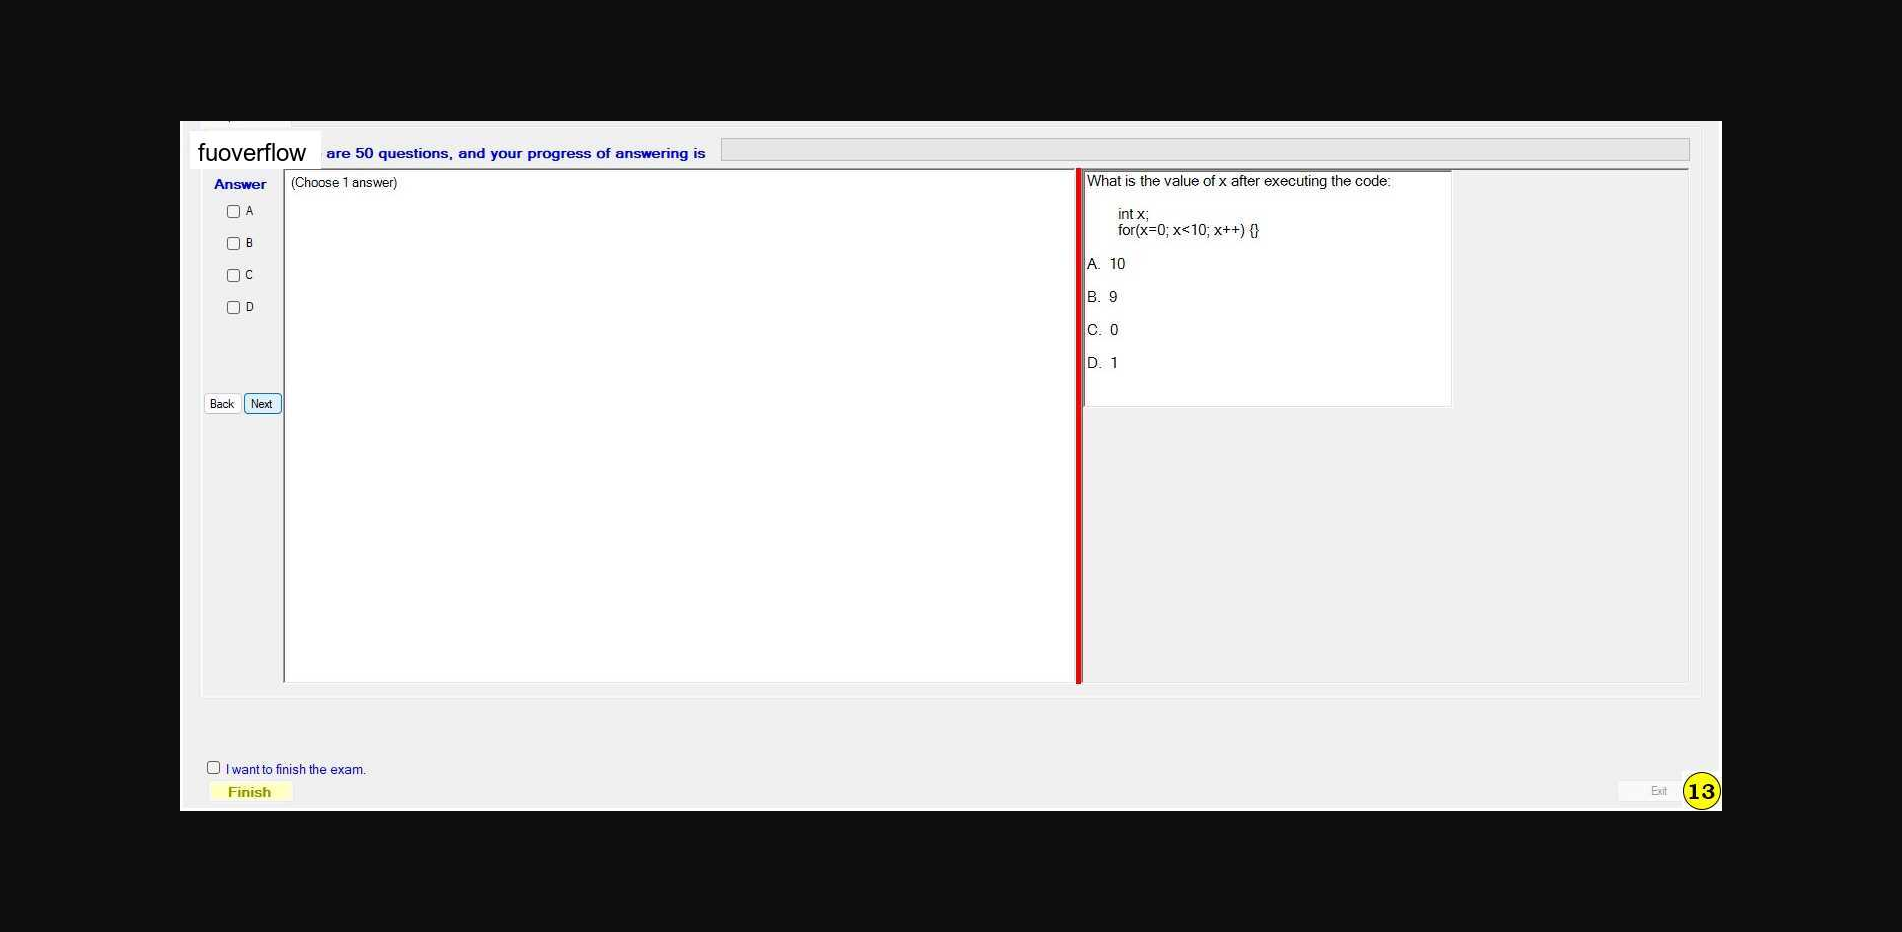 fuoverflow are 50 questions, and your progress of answering is
Answer
A
B
C
D
Back Next
(Choose 1 answer)
What is the value of x after executing the code:
int x;
for(x=0; x<10; x++) {}
A. 10
B. 9
C. 0
D. 1
I want to finish the exam.
Finish
Exit
13